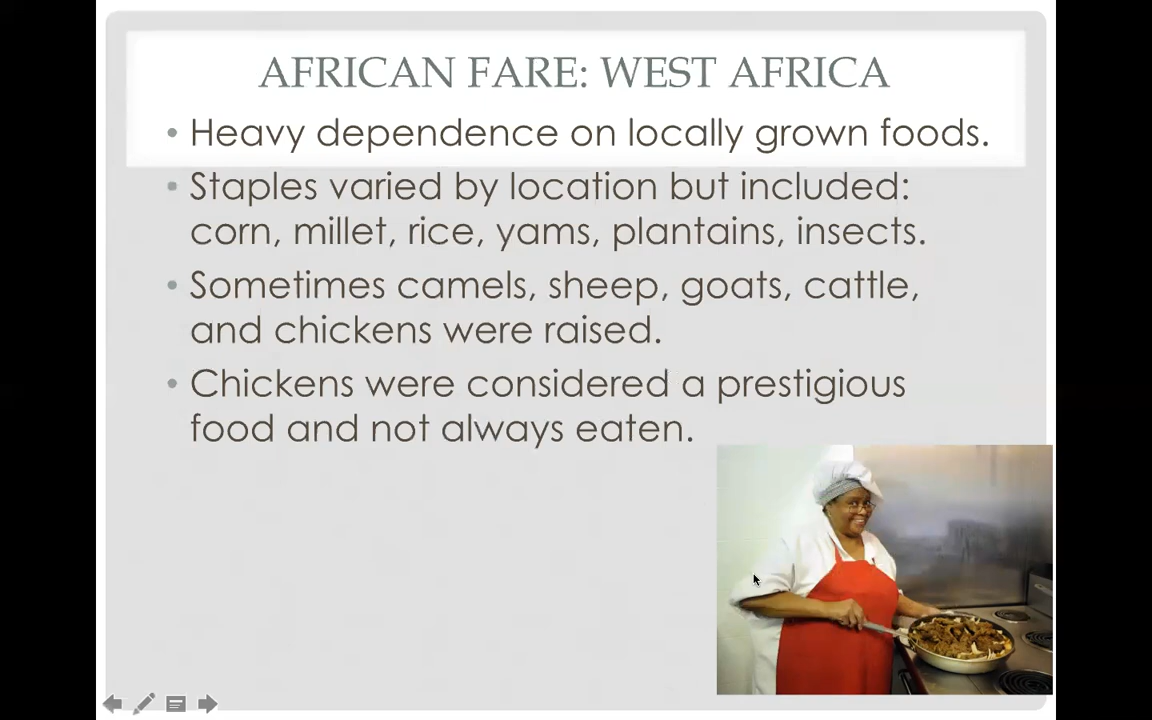 AFRICAN FARE: WEST AFRICA
• Heavy dependence on locally grown foods.
• Staples varied by location but included:
corn, millet, rice, yams, plantains, insects.
• Sometimes camels, sheep, goats, cattle,
and chickens were raised.
• Chickens were considered a prestigious
food and not always eaten.